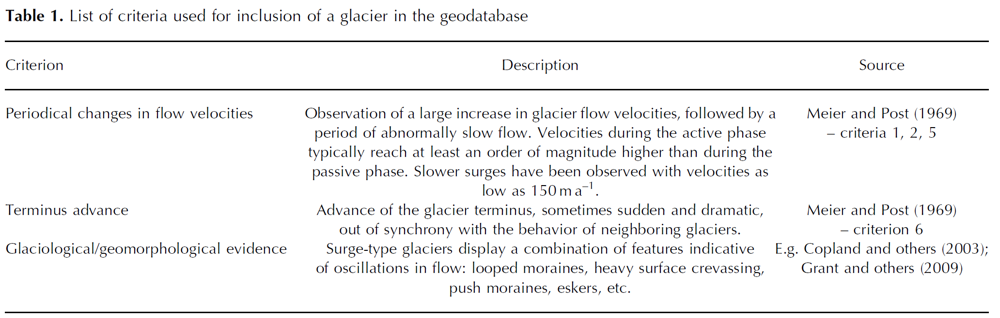 Table 1. List of criteria used for inclusion of a glacier in the geodatabase
Criterion Description Source
Periodical changes in flow velocities Observation of a large increase in glacier flow velocities, followed by a Meier and Post (1969)
period of abnormally slow flow. Velocities during the active phase – criteria 1, 2, 5
typically reach at least an order of magnitude higher than during the
passive phase. Slower surges have been observed with velocities as
low as 150 m a⁻¹.
Terminus advance Advance of the glacier terminus, sometimes sudden and dramatic, Meier and Post (1969)
out of synchrony with the behavior of neighboring glaciers. – criterion 6
Glaciological/geomorphological evidence Surge-type glaciers display a combination of features indicative E.g. Copland and others (2003);
of oscillations in flow: looped moraines, heavy surface crevassing, Grant and others (2009)
push moraines, eskers, etc.